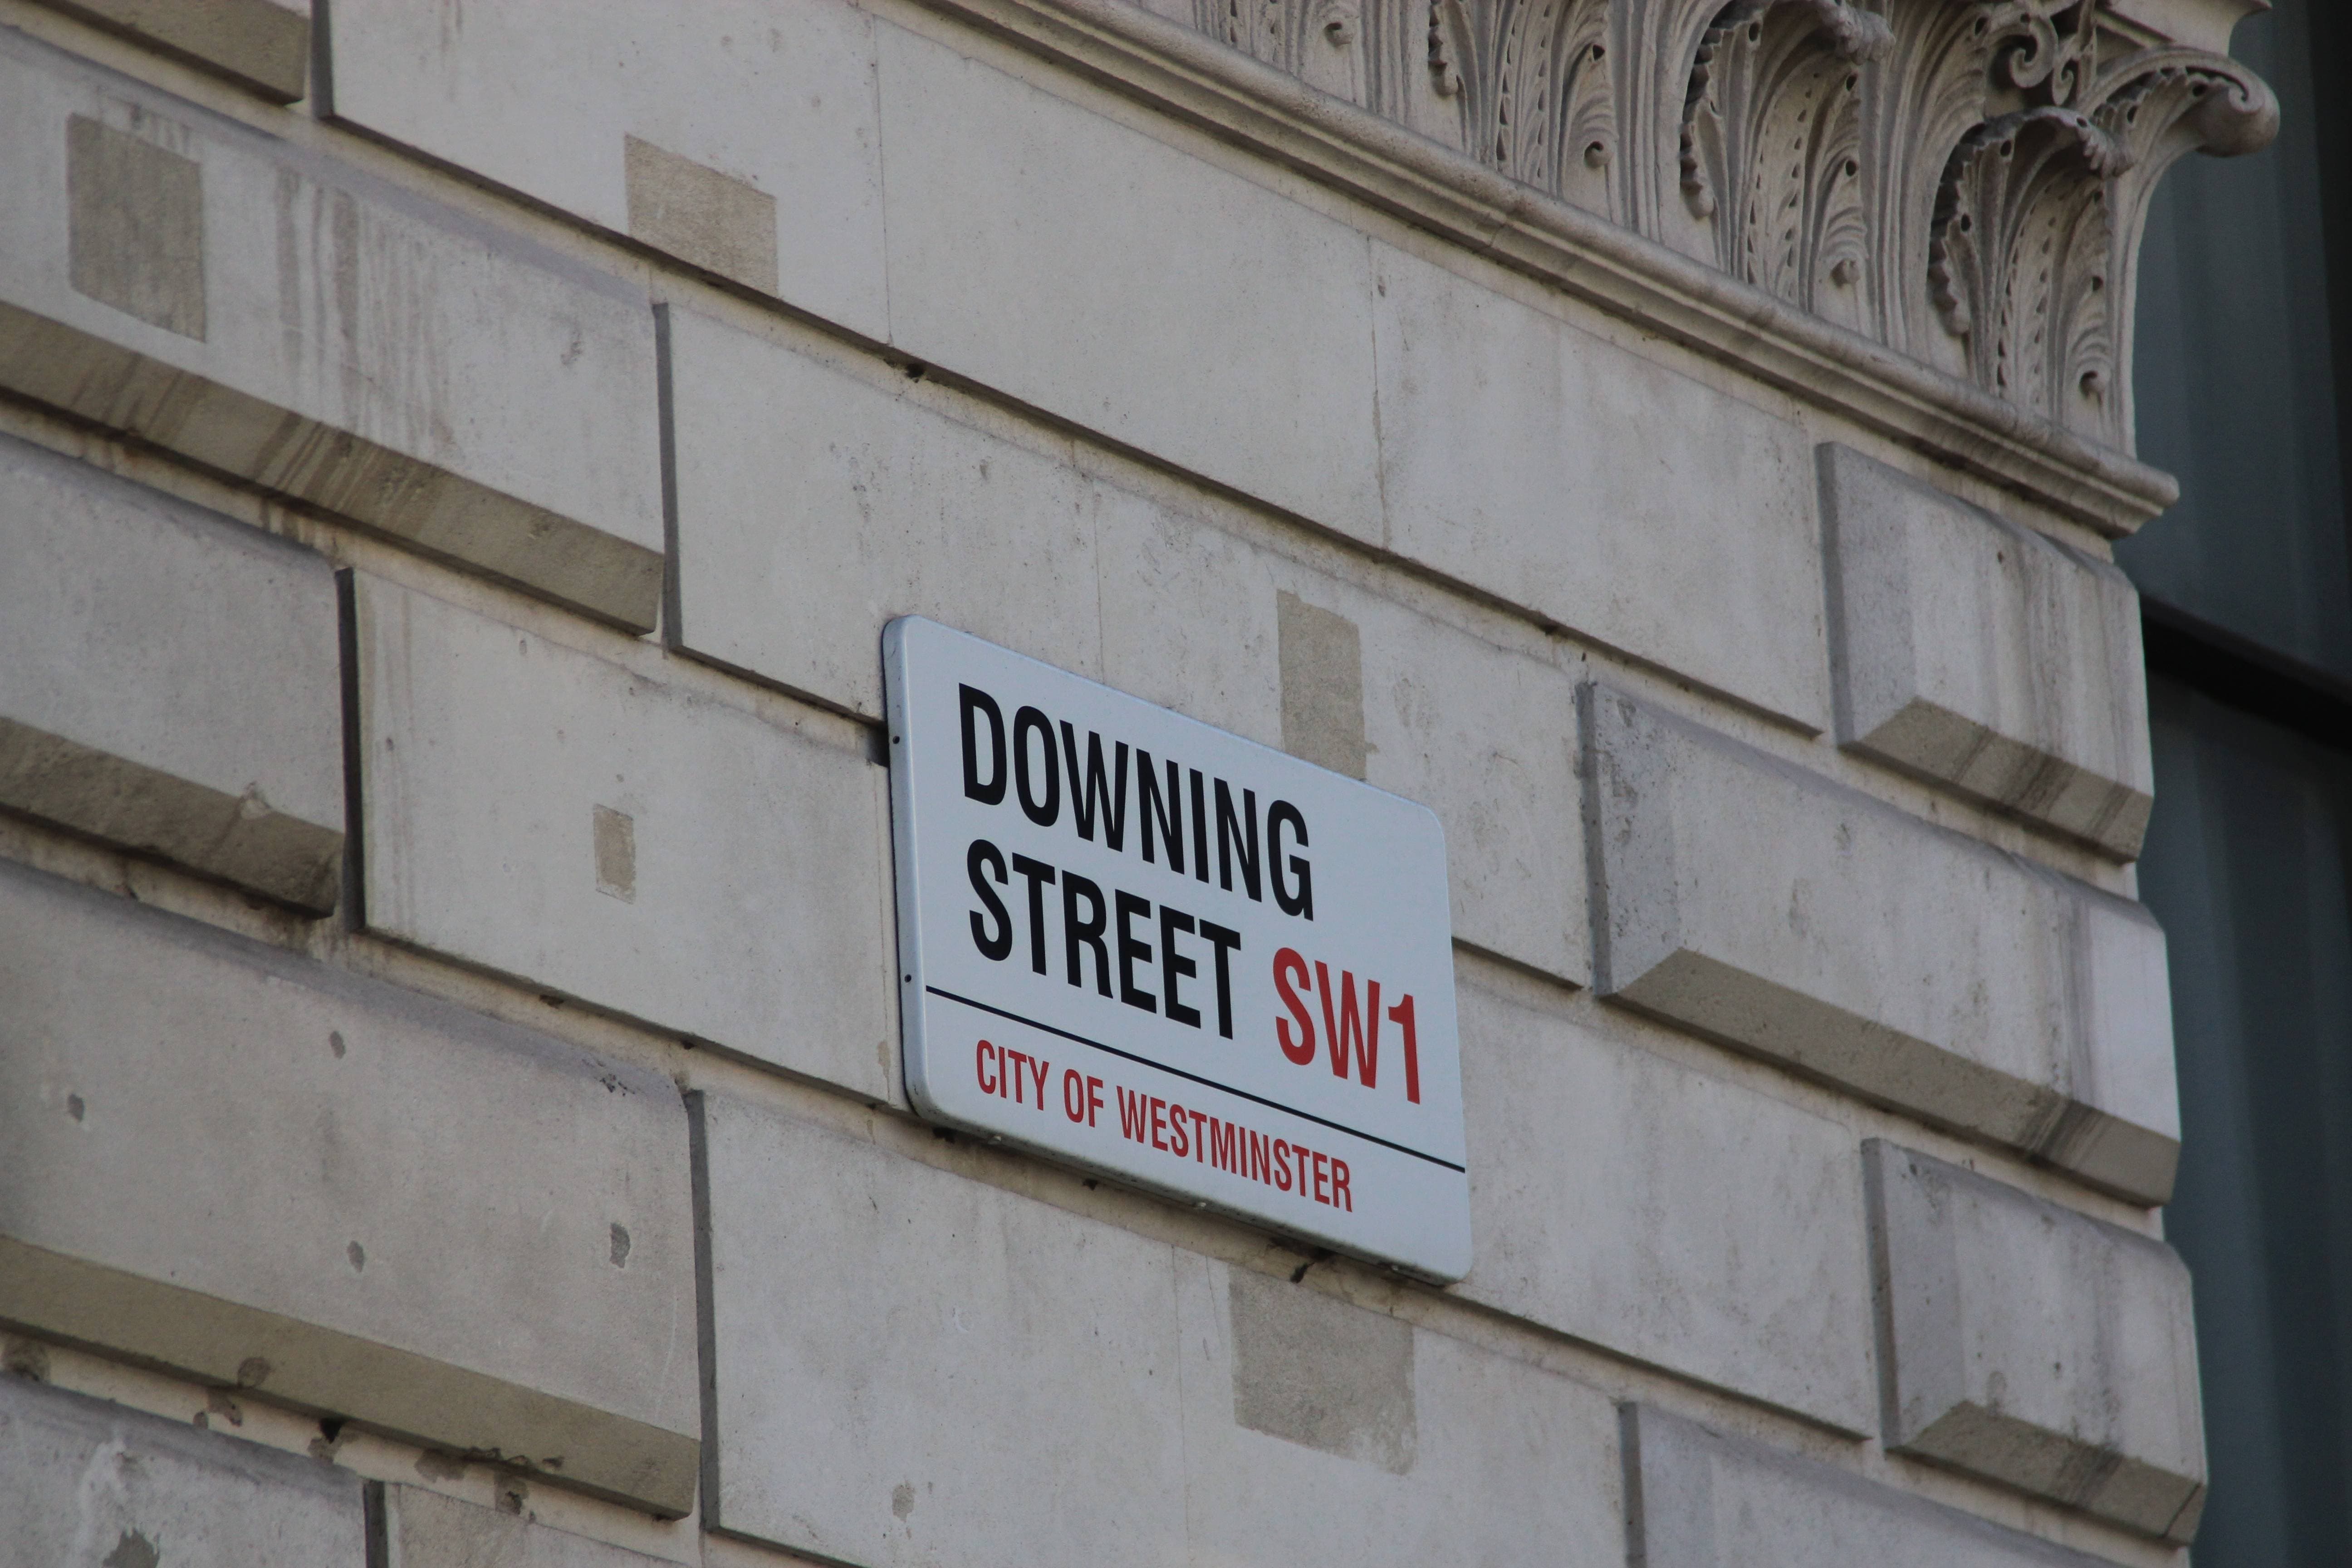 DOWNING
STREET SW1
CITY OF WESTMINSTER